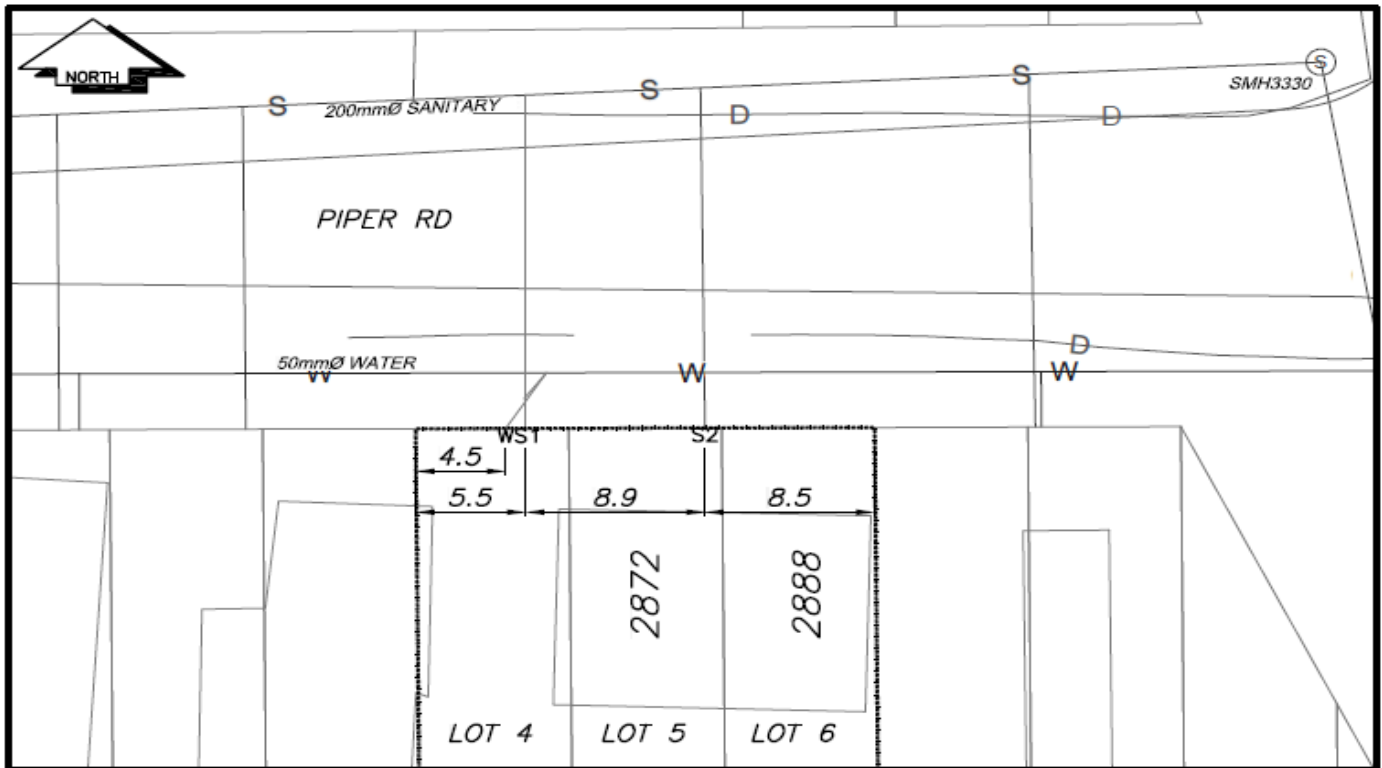 NORTH
S
S
S
S
SMH3330
200mmØ SANITARY
D
D
PIPER RD
D
50mmØ WATER
W
W
W
WS1
S2
4.5
5.5
8.9
8.5
2872
2888
LOT 4
LOT 5
LOT 6